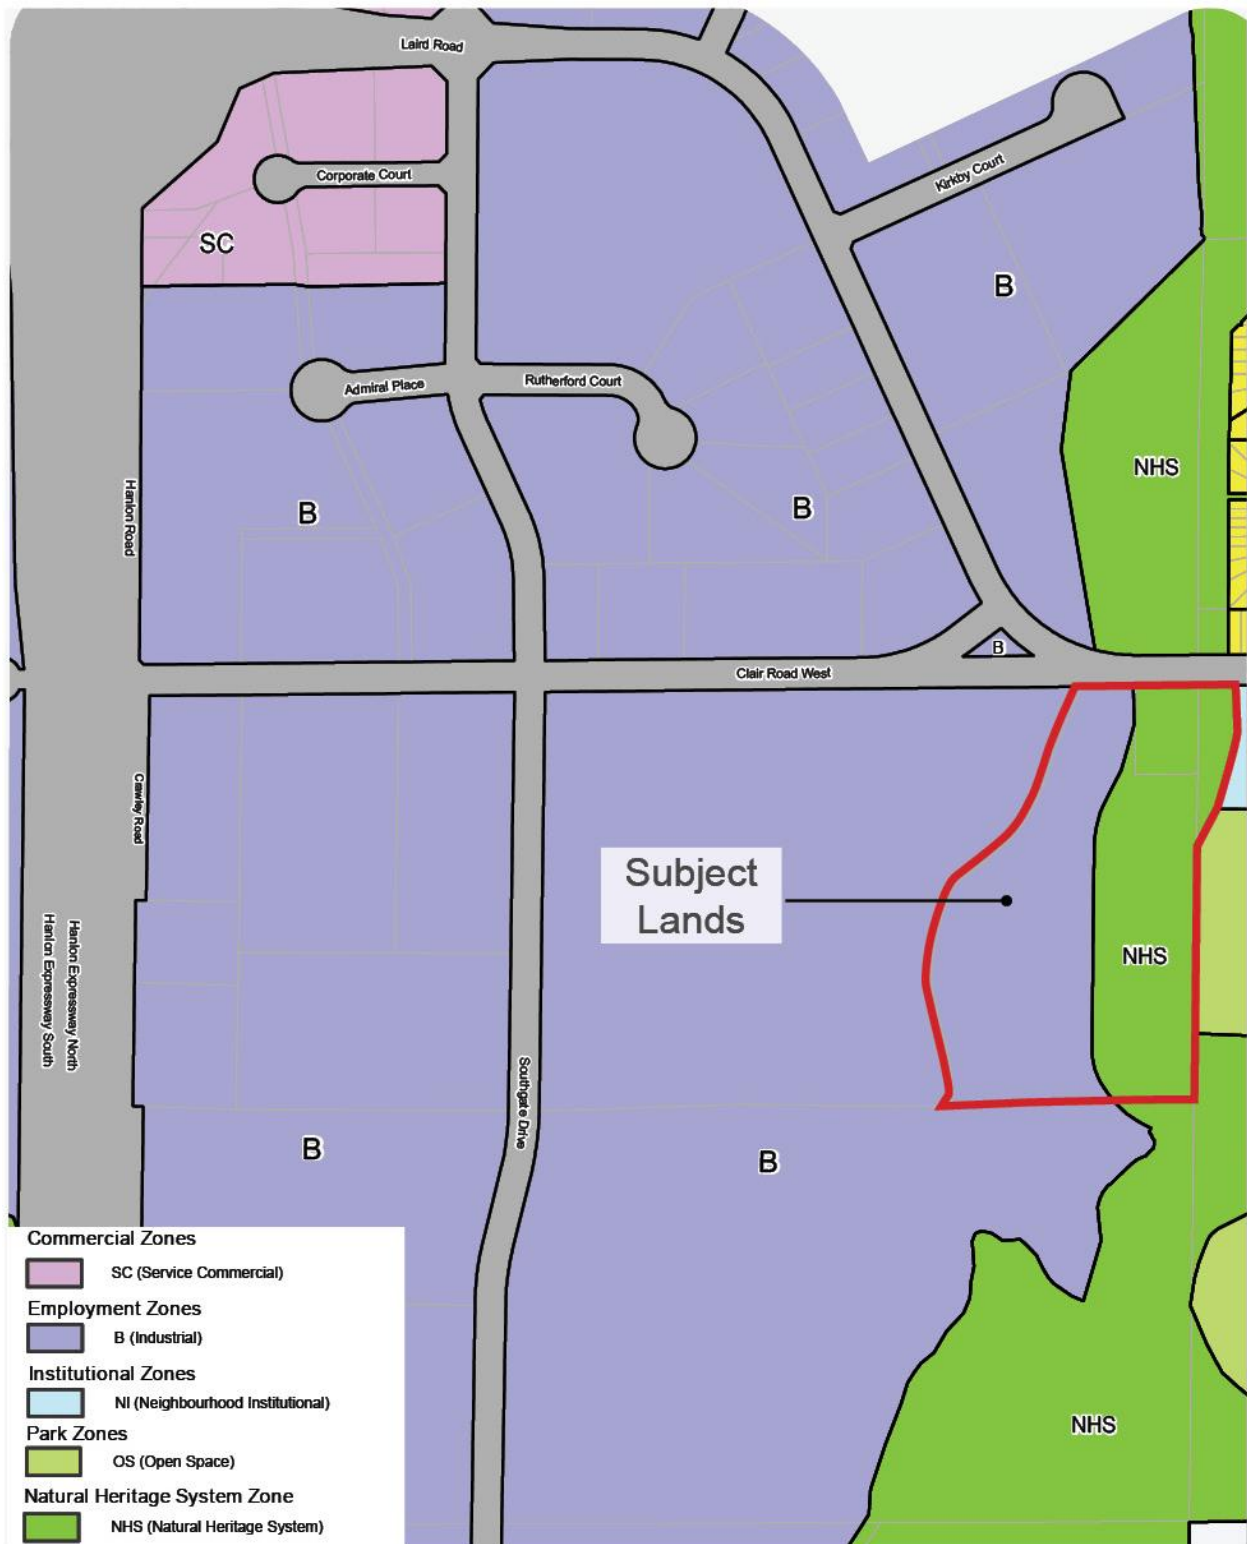 Laird Road
Corporate Court
Kirkby Court
SC
B
Admiral Place
Rutherford Court
NHS
Hanlon Road
B
B
B
Clair Road West
Crawley Road
Subject
Lands
Hanlon Expressway North
Hanlon Expressway South
NHS
Southgate Drive
B
B
NHS
Commercial Zones
SC (Service Commercial)
Employment Zones
B (Industrial)
Institutional Zones
NI (Neighbourhood Institutional)
Park Zones
OS (Open Space)
Natural Heritage System Zone
NHS (Natural Heritage System)